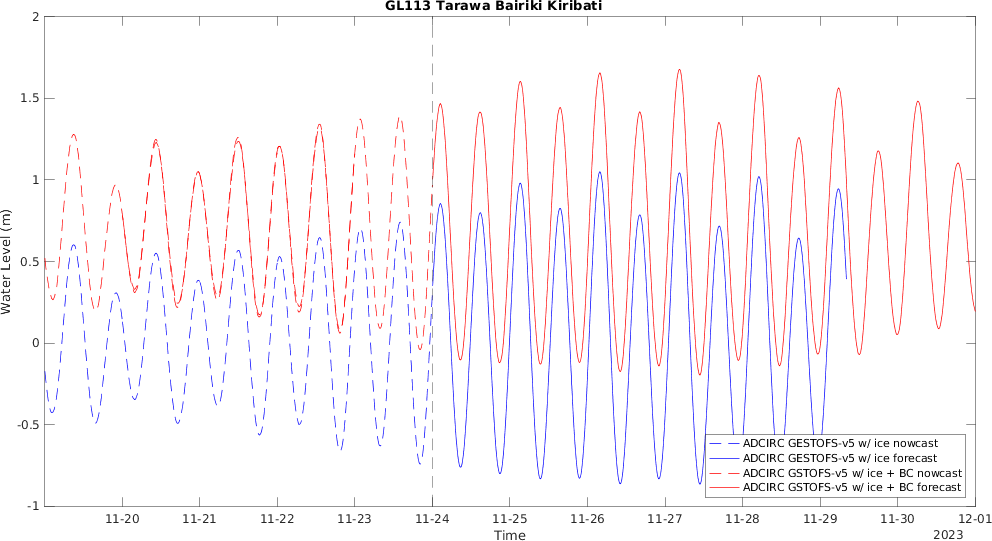 GL113 Tarawa Bairiki Kiribati
Water Level (m)
2
1.5
1
0.5
0
-0.5
-1
ADCIRC GESTOFS-v5 w/ ice nowcast
ADCIRC GESTOFS-v5 w/ ice forecast
ADCIRC GSTOFS-v5 w/ ice + BC nowcast
ADCIRC GSTOFS-v5 w/ ice + BC forecast
11-20 11-21 11-22 11-23 11-24 11-25 11-26 11-27 11-28 11-29 11-30 12-01
Time
2023